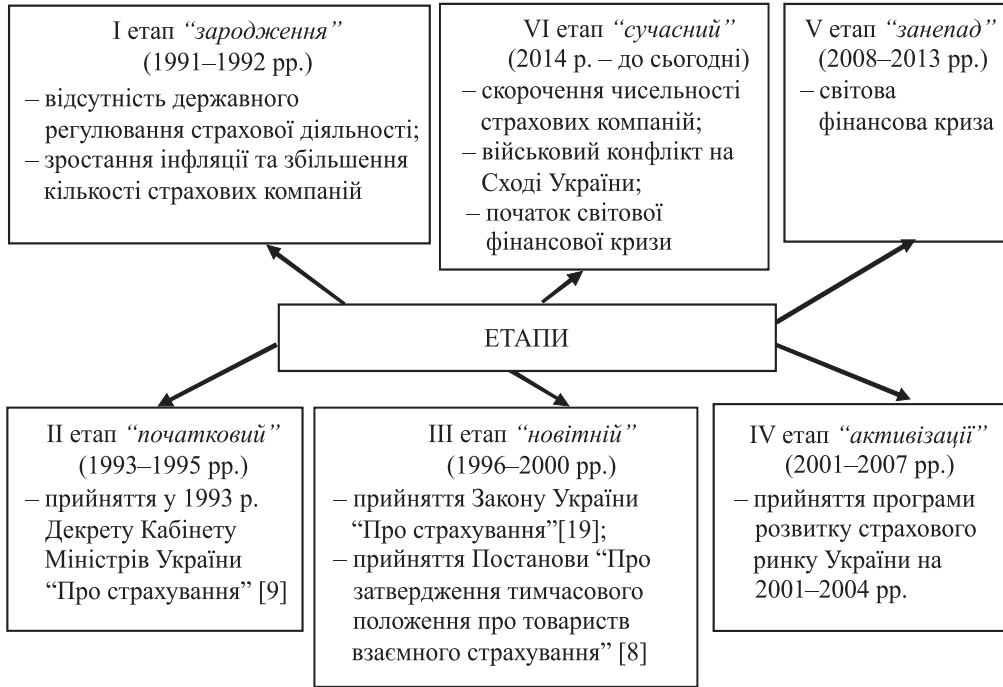 I етап “зародження”
(1991–1992 рр.)
– відсутність державного
регулювання страхової діяльності;
– зростання інфляції та збільшення
кількості страхових компаній
VI етап “сучасний”
(2014 р. – до сьогодні)
– скорочення чисельності
страхових компаній;
– військовий конфлікт на
Сході України;
– початок світової
фінансової кризи
V етап “занепад”
(2008–2013 рр.)
– світова
фінансова криза
ЕТАПИ
II етап “початковий”
(1993–1995 рр.)
– прийняття у 1993 р.
Декрету Кабінету
Міністрів України
“Про страхування” [9]
III етап “новітній”
(1996–2000 рр.)
– прийняття Закону України
“Про страхування”[19];
– прийняття Постанови “Про
затвердження тимчасового
положення про товариств
взаємного страхування” [8]
IV етап “активізації”
(2001–2007 рр.)
– прийняття програми
розвитку страхового
ринку України на
2001–2004 рр.